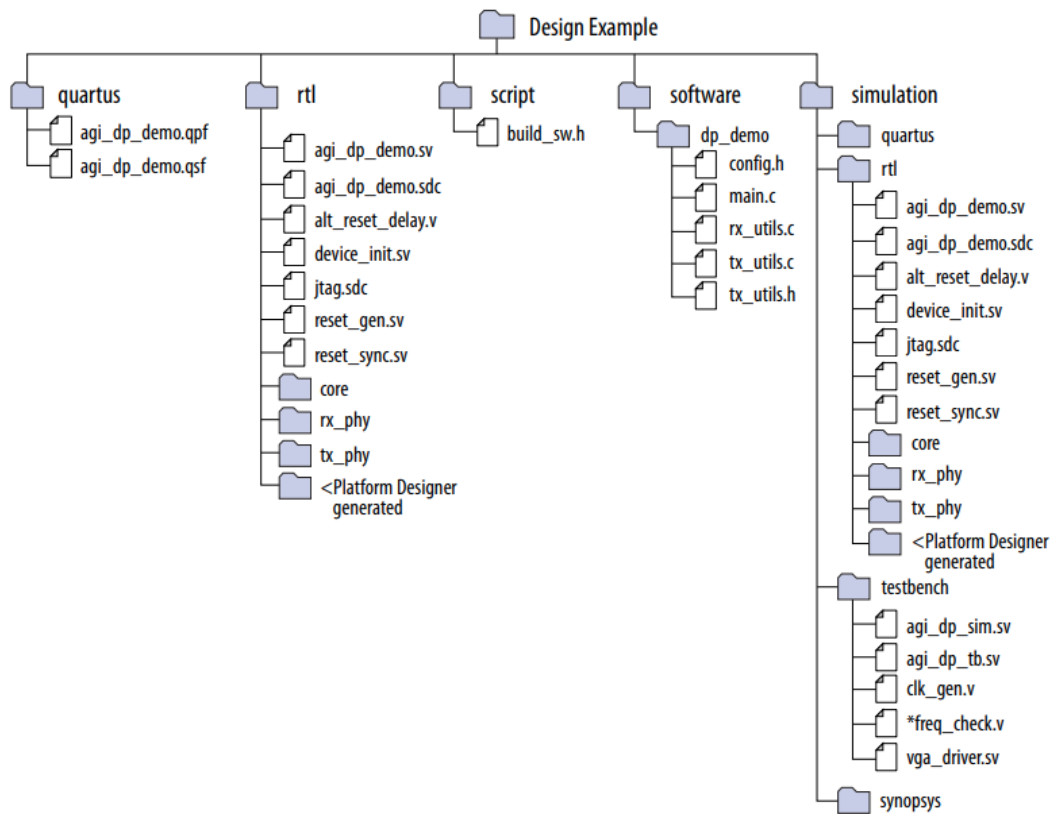 Design Example
quartus
agi_dp_demo.qpf
agi_dp_demo.qsf
rtl
agi_dp_demo.sv
agi_dp_demo.sdc
alt_reset_delay.v
device_init.sv
jtag.sdc
reset_gen.sv
reset_sync.sv
core
rx_phy
tx_phy
<Platform Designer
generated
script
build_sw.h
software
dp_demo
config.h
main.c
rx_utils.c
tx_utils.c
tx_utils.h
simulation
quartus
rtl
agi_dp_demo.sv
agi_dp_demo.sdc
alt_reset_delay.v
device_init.sv
jtag.sdc
reset_gen.sv
reset_sync.sv
core
rx_phy
tx_phy
<Platform Designer
generated
testbench
agi_dp_sim.sv
agi_dp_tb.sv
clk_gen.v
*freq_check.v
vga_driver.sv
synopsys